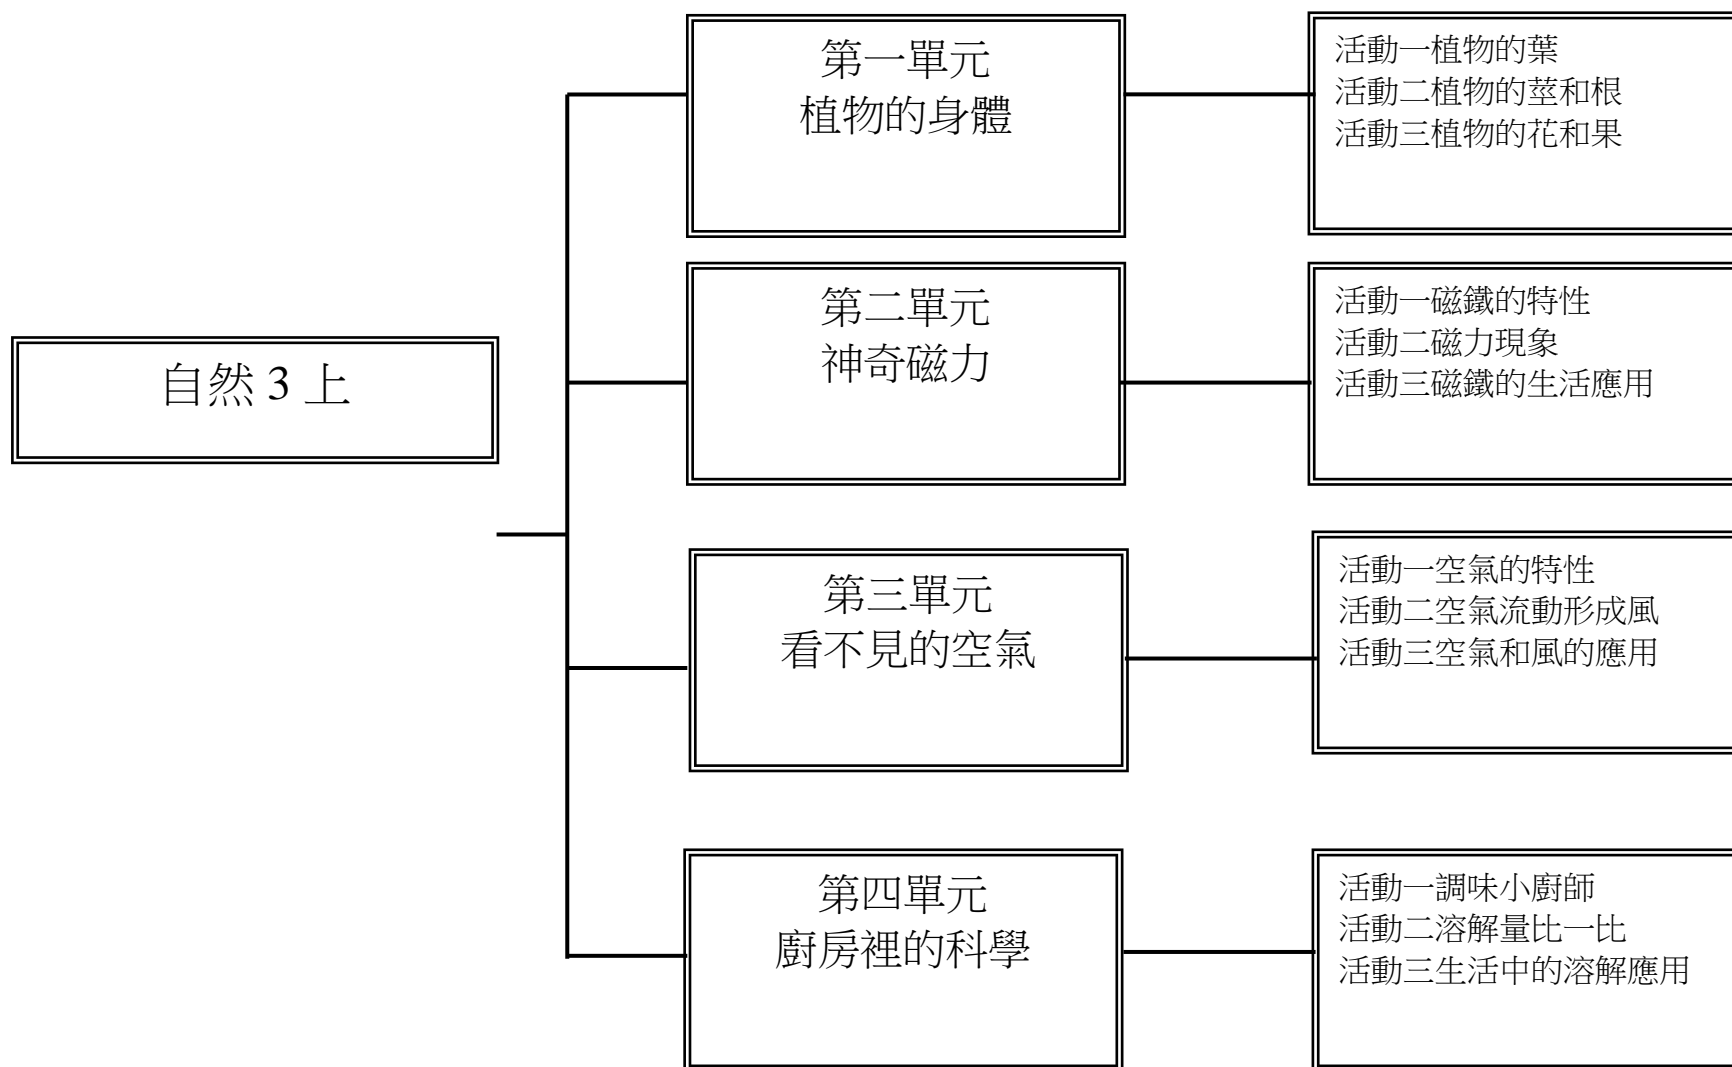 自然 3 上
第一單元
植物的身體
活動一植物的葉
活動二植物的莖和根
活動三植物的花和果
第二單元
神奇磁力
活動一磁鐵的特性
活動二磁力現象
活動三磁鐵的生活應用
第三單元
看不見的空氣
活動一空氣的特性
活動二空氣流動形成風
活動三空氣和風的應用
第四單元
廚房裡的科學
活動一調味小廚師
活動二溶解量比一比
活動三生活中的溶解應用